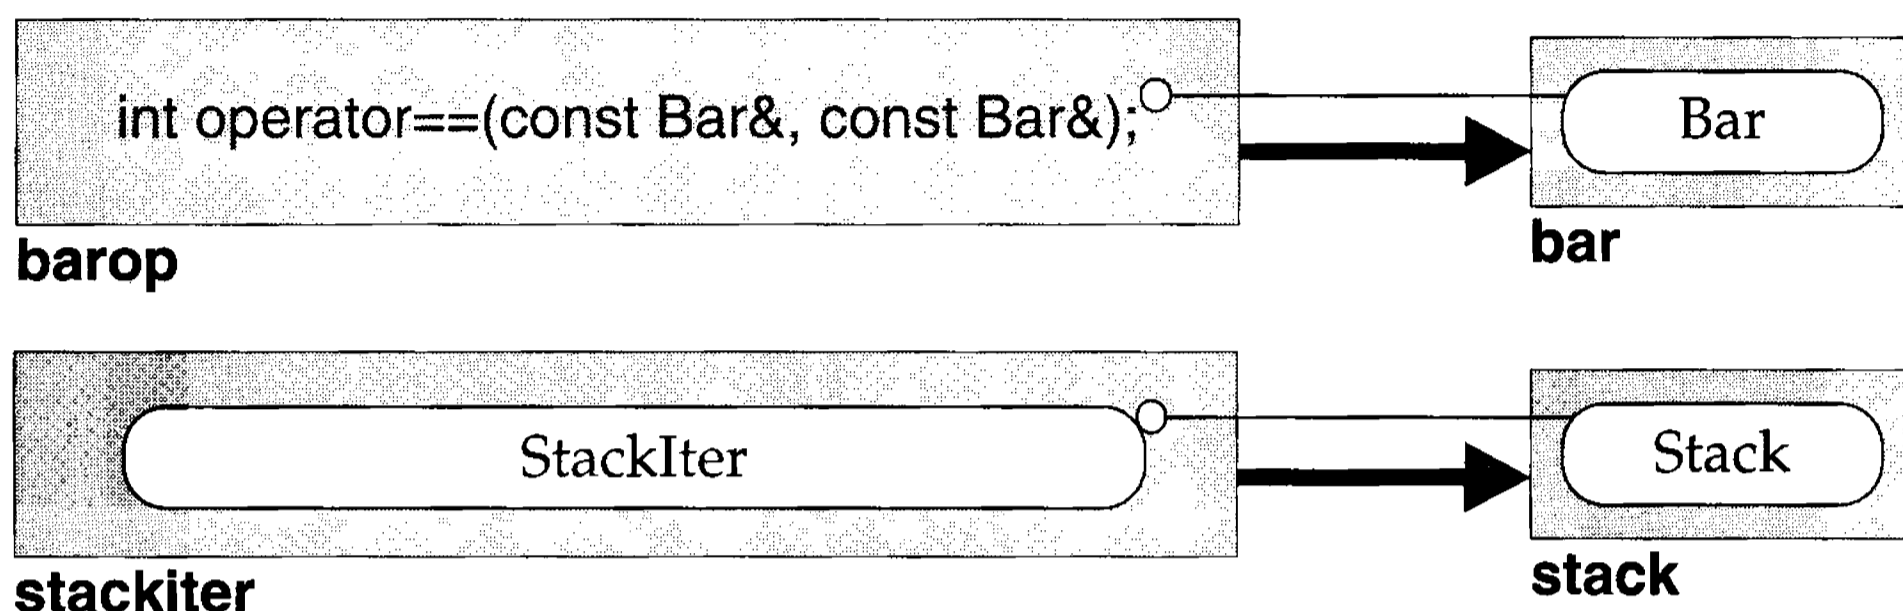 int operator==(const Bar&, const Bar&);
Bar
barop
bar
StackIter
Stack
stackiter
stack